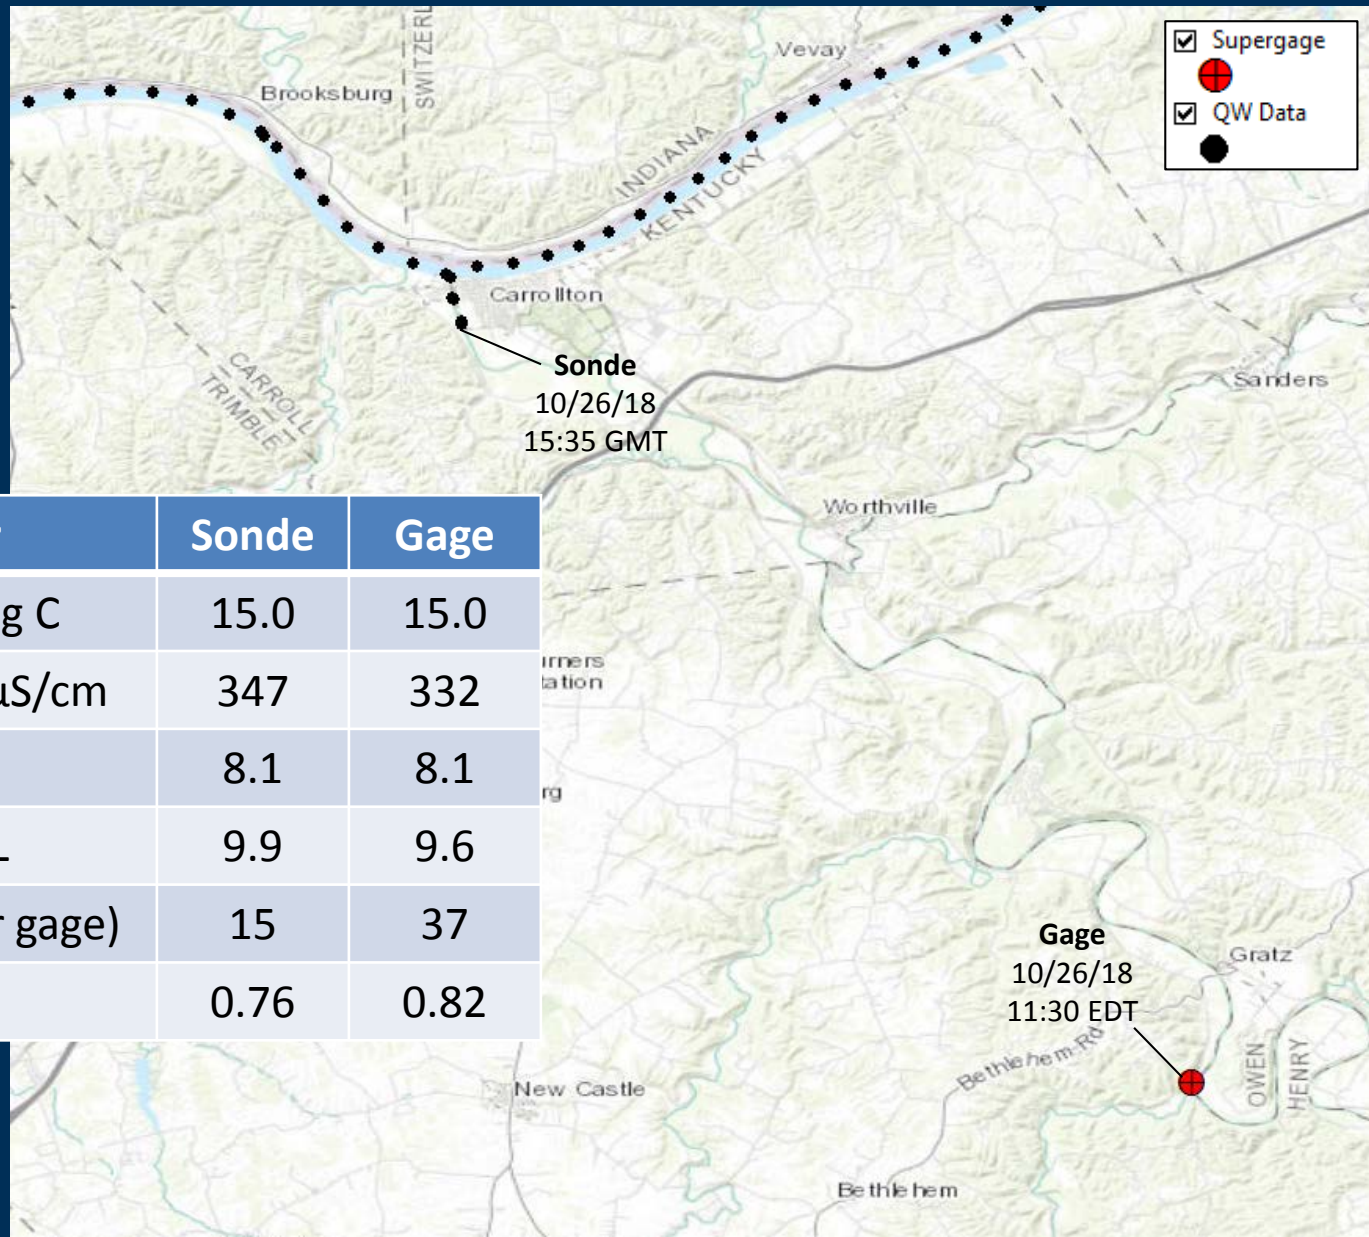 Supergage
QW Data
SWITZERL
Vevay
Brooksburg
INDIANA
KENTUCKY
Carrollton
CARROLL
TRIMBLE
Sonde
10/26/18
15:35 GMT
Sanders
Worthville
Sonde Gage
g C 15.0 15.0
µS/cm 347 332
8.1 8.1
L 9.9 9.6
r gage) 15 37
0.76 0.82
urners
tation
rg
Gage
10/26/18
11:30 EDT
Gratz
Bethlehem-Rd
OWEN
HENRY
New Castle
Bethlehem